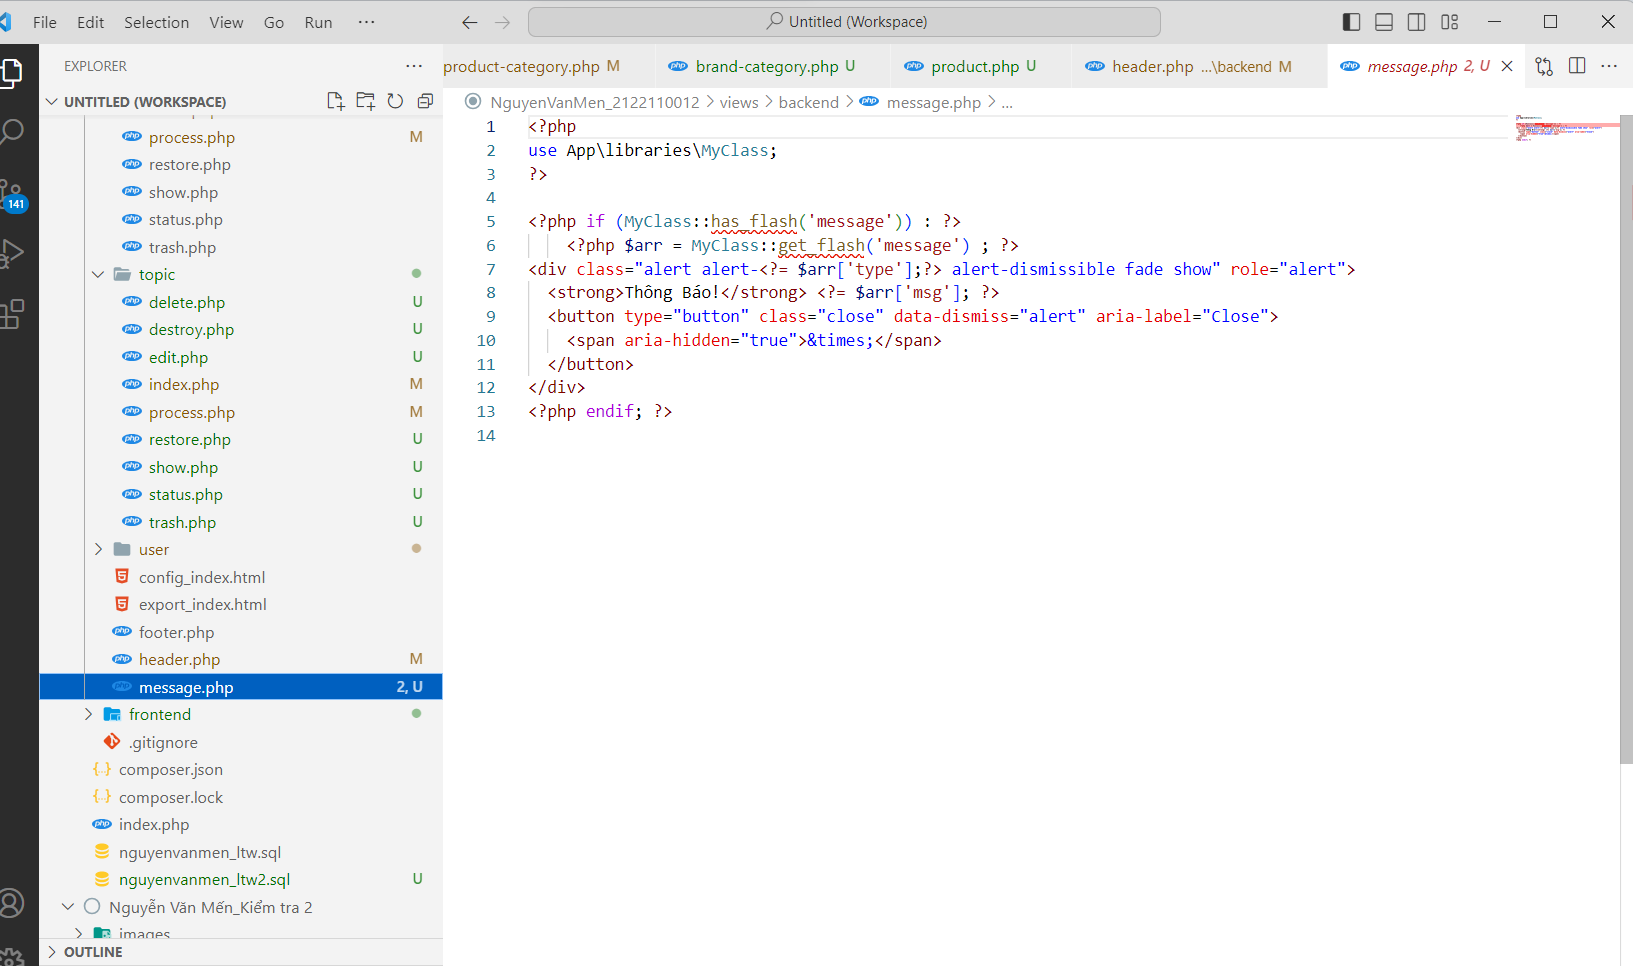 File Edit Selection View Go Run ··· Untitled (Workspace)
EXPLORER ···
product-category.php M brand-category.php U product.php U header.php ...\backend M message.php 2, U
UNTITLED (WORKSPACE)
NguyenVanMen_2122110012 > views > backend > message.php > ...
141
process.php M
restore.php
show.php
status.php
trash.php
topic
delete.php U
destroy.php U
edit.php U
index.php M
process.php M
restore.php U
show.php U
status.php U
trash.php U
user
config_index.html
export_index.html
footer.php
header.php M
message.php 2, U
frontend
.gitignore
composer.json
composer.lock
index.php
nguyenvanmen_ltw.sql
nguyenvanmen_ltw2.sql U
Nguyễn Văn Mến_Kiểm tra 2
images
OUTLINE
1 <?php
2 use App\libraries\MyClass;
3 ?>
4
5 <?php if (MyClass::has_flash('message')) : ?>
6 <?php $arr = MyClass::get_flash('message') ; ?>
7 <div class="alert alert-<?= $arr['type'];?> alert-dismissible fade show" role="alert">
8 <strong>Thông Báo!</strong> <?= $arr['msg']; ?>
9 <button type="button" class="close" data-dismiss="alert" aria-label="Close">
10 <span aria-hidden="true">&times;</span>
11 </button>
12 </div>
13 <?php endif; ?>
14